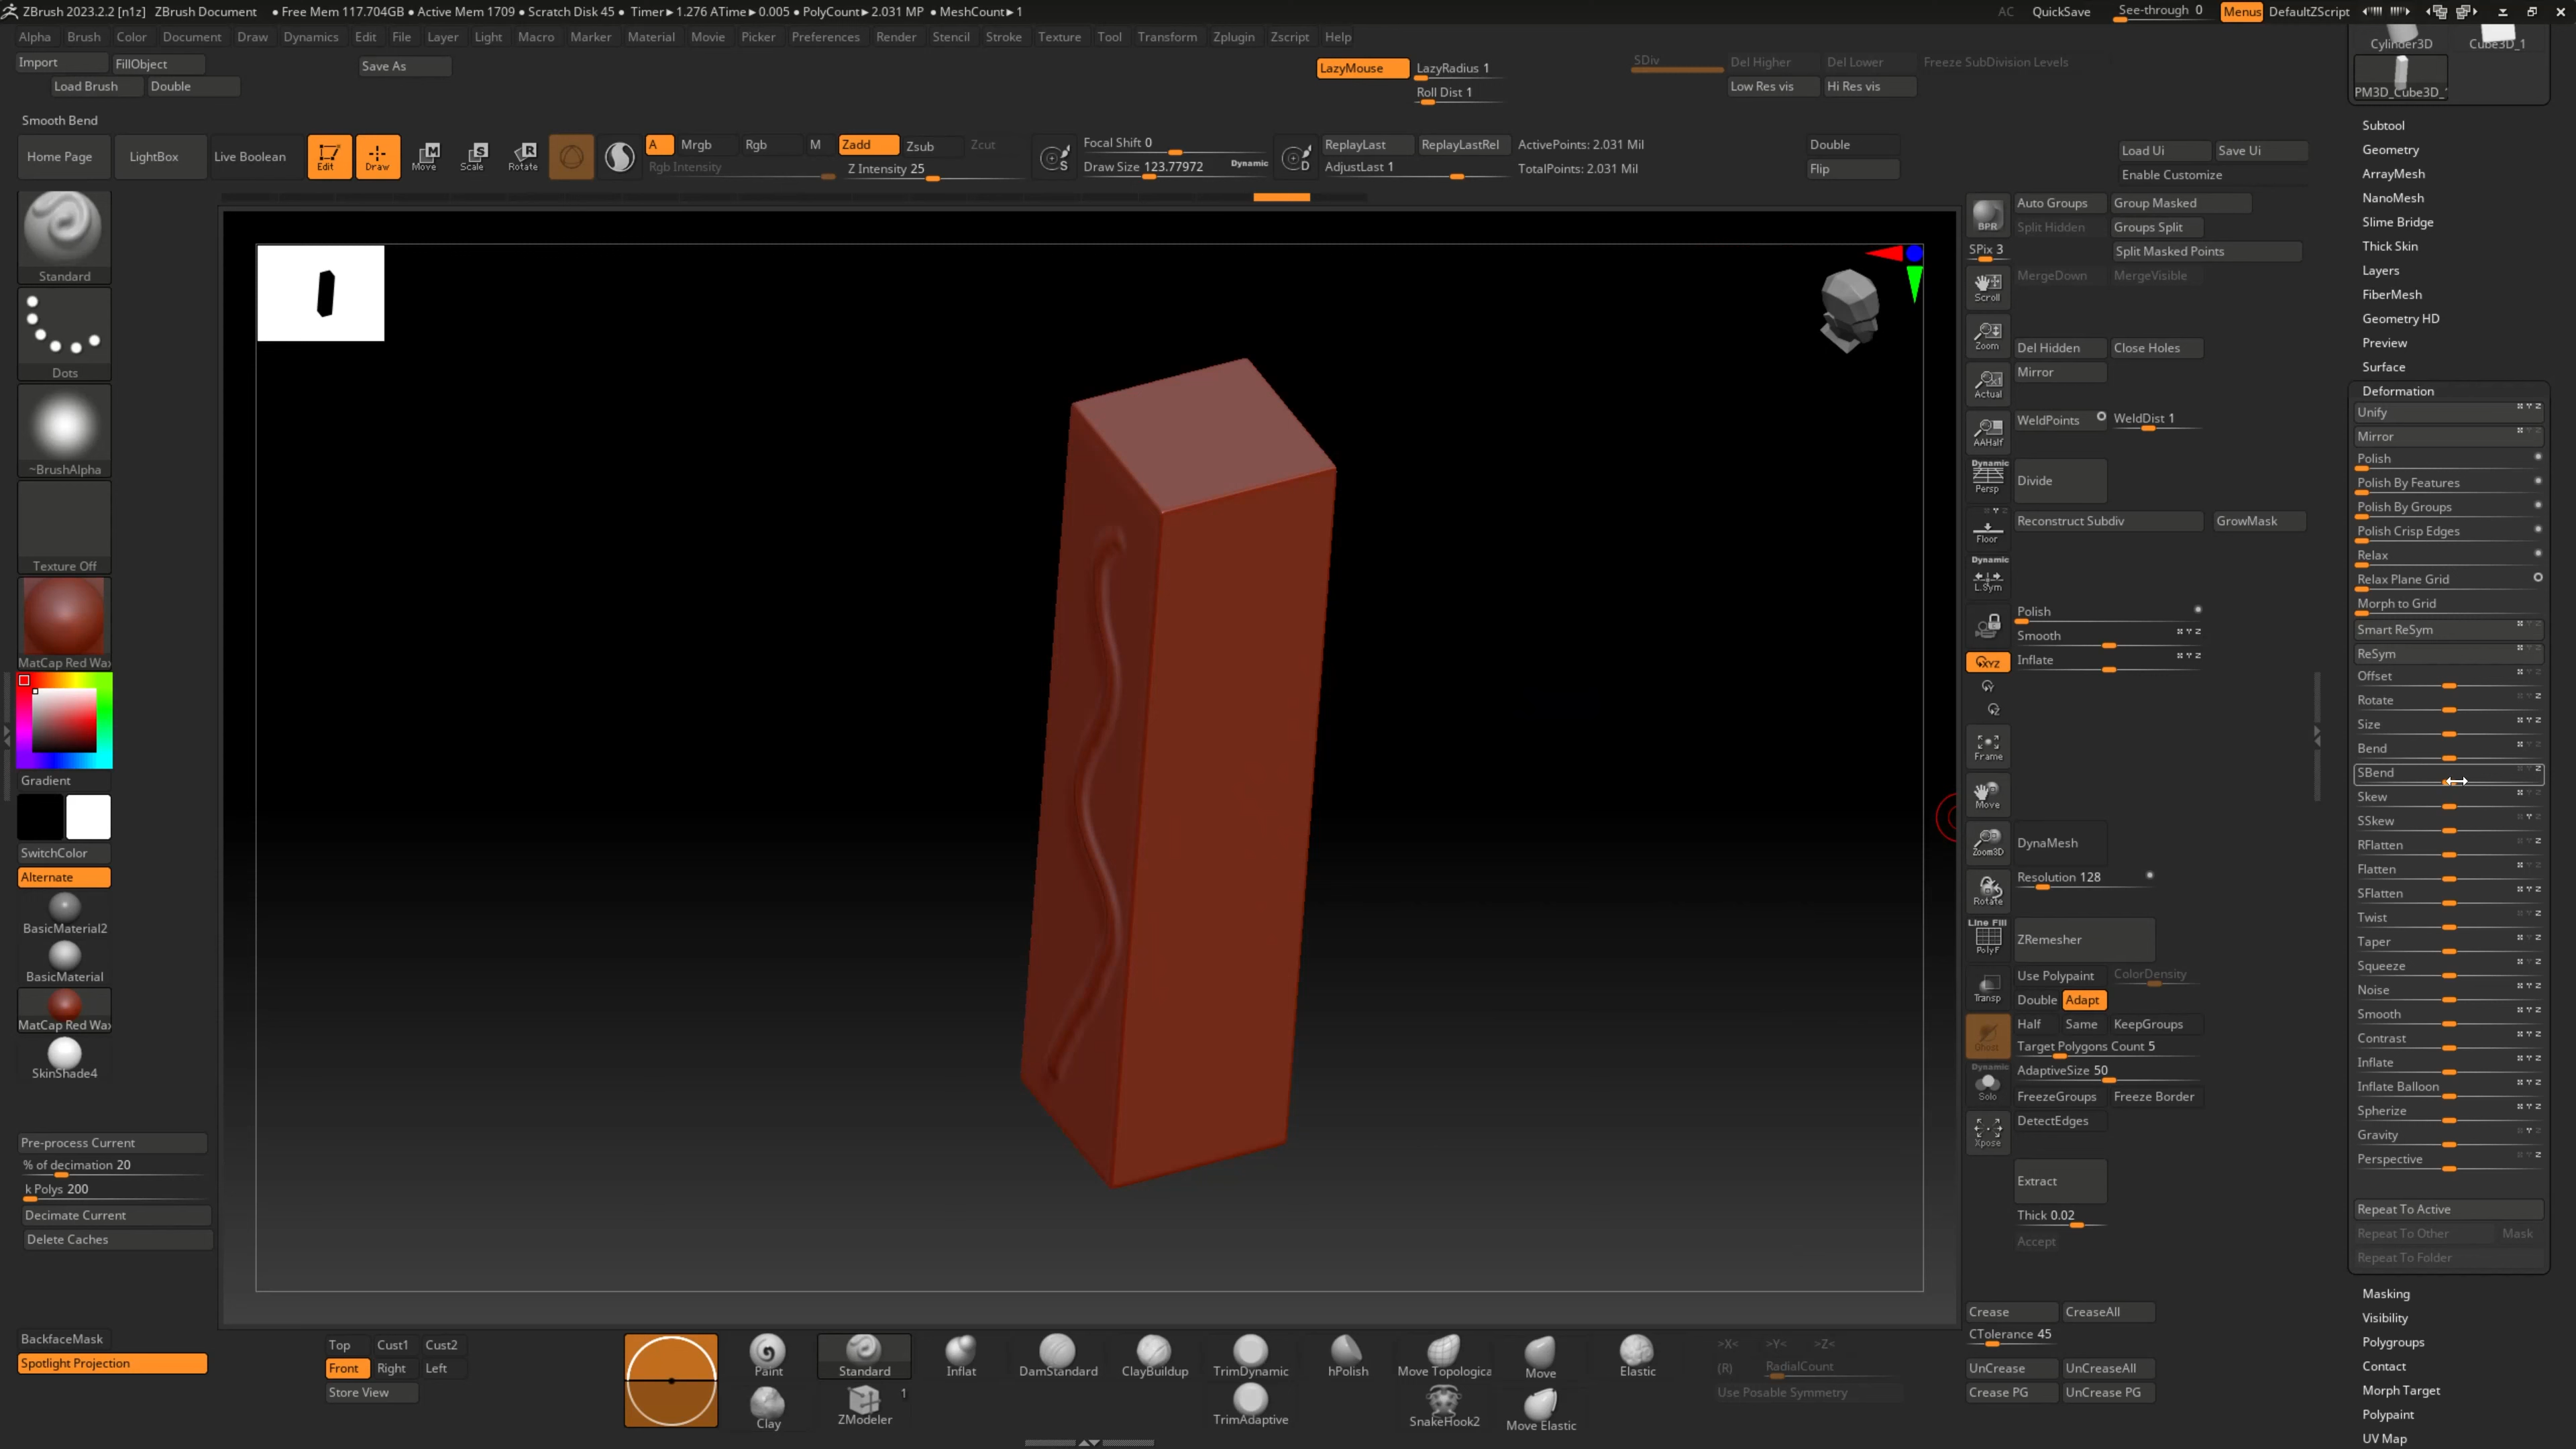 ZBrush 2023.2.2 [n1z] ZBrush Document ● Free Mem 117.704GB ● Active Mem 1709 ● Scratch Disk 45 ● Timer►1.276 ATime►0.005 ● PolyCount►2.031 MP ● MeshCount►1 AC QuickSave See-through 0 Menus DefaultZScript
Alpha Brush Color Document Draw Dynamics Edit File Layer Light Macro Marker Material Movie Picker Preferences Render Stencil Stroke Texture Tool Transform Zplugin Zscript Help
Import FillObject Save As
Load Brush Double
LazyMouse LazyRadius 1
Roll Dist 1
SDiv Del Higher Del Lower Freeze SubDivision Levels
Low Res vis Hi Res vis
Smooth Bend
Home Page LightBox Live Boolean Edit Draw Move Scale Rotate
A Mrgb Rgb M Zadd Zsub Zcut
Rgb Intensity Z Intensity 25
Focal Shift 0
Draw Size 123.77972 Dynamic
ReplayLast ReplayLastRel ActivePoints: 2.031 Mil
AdjustLast 1 TotalPoints: 2.031 Mil
Double
Flip
Load Ui Save Ui
Enable Customize
Standard
Dots
~BrushAlpha
Texture Off
MatCap Red Wax
Gradient
SwitchColor
Alternate
BasicMaterial2
BasicMaterial
MatCap Red Wax
SkinShade4
Pre-process Current
% of decimation 20
k Polys 200
Decimate Current
Delete Caches
BackfaceMask
Spotlight Projection
Top Cust1 Cust2
Front Right Left
Store View
Paint Standard Inflat DamStandard ClayBuildup TrimDynamic hPolish Move Topologica Move Elastic
Clay ZModeler 1 TrimAdaptive SnakeHook2 Move Elastic
>X< >Y< >Z<
(R) RadialCount
Use Posable Symmetry
BPR
SPix 3
Scroll
Zoom
Actual
AAHalf
Dynamic
Persp
Floor
Dynamic
L.Sym
XYZ
Frame
Move
Zoom3D
Rotate
Line Fill
PolyF
Transp
Ghost
Dynamic
Solo
Xpose
Auto Groups Group Masked
Split Hidden Groups Split
Split Masked Points
MergeDown MergeVisible
Del Hidden Close Holes
Mirror
WeldPoints WeldDist 1
Divide
Reconstruct Subdiv GrowMask
Polish
Smooth
Inflate
DynaMesh
Resolution 128
ZRemesher
Use Polypaint ColorDensity
Double Adapt
Half Same KeepGroups
Target Polygons Count 5
AdaptiveSize 50
FreezeGroups Freeze Border
DetectEdges
Extract
Thick 0.02
Accept
Crease CreaseAll
CTolerance 45
UnCrease UnCreaseAll
Crease PG UnCrease PG
Cylinder3D Cube3D_1
PM3D_Cube3D_
Subtool
Geometry
ArrayMesh
NanoMesh
Slime Bridge
Thick Skin
Layers
FiberMesh
Geometry HD
Preview
Surface
Deformation
Unify
Mirror
Polish
Polish By Features
Polish By Groups
Polish Crisp Edges
Relax
Relax Plane Grid
Morph to Grid
Smart ReSym
ReSym
Offset
Rotate
Size
Bend
SBend
Skew
SSkew
RFlatten
Flatten
SFlatten
Twist
Taper
Squeeze
Noise
Smooth
Contrast
Inflate
Inflate Balloon
Spherize
Gravity
Perspective
Repeat To Active
Repeat To Other Mask
Repeat To Folder
Masking
Visibility
Polygroups
Contact
Morph Target
Polypaint
UV Map